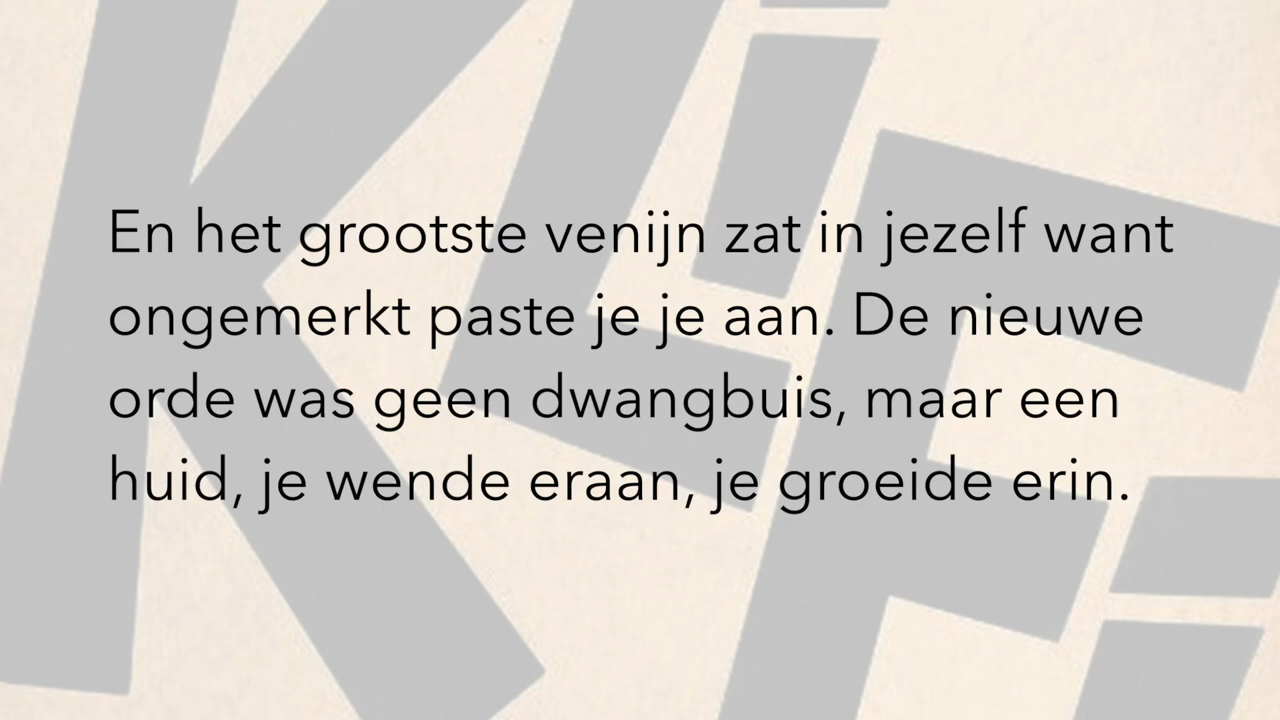 En het grootste venijn zat in jezelf want
ongemerkt paste je je aan. De nieuwe
orde was geen dwangbuis, maar een
huid, je wende eraan, je groeide erin.